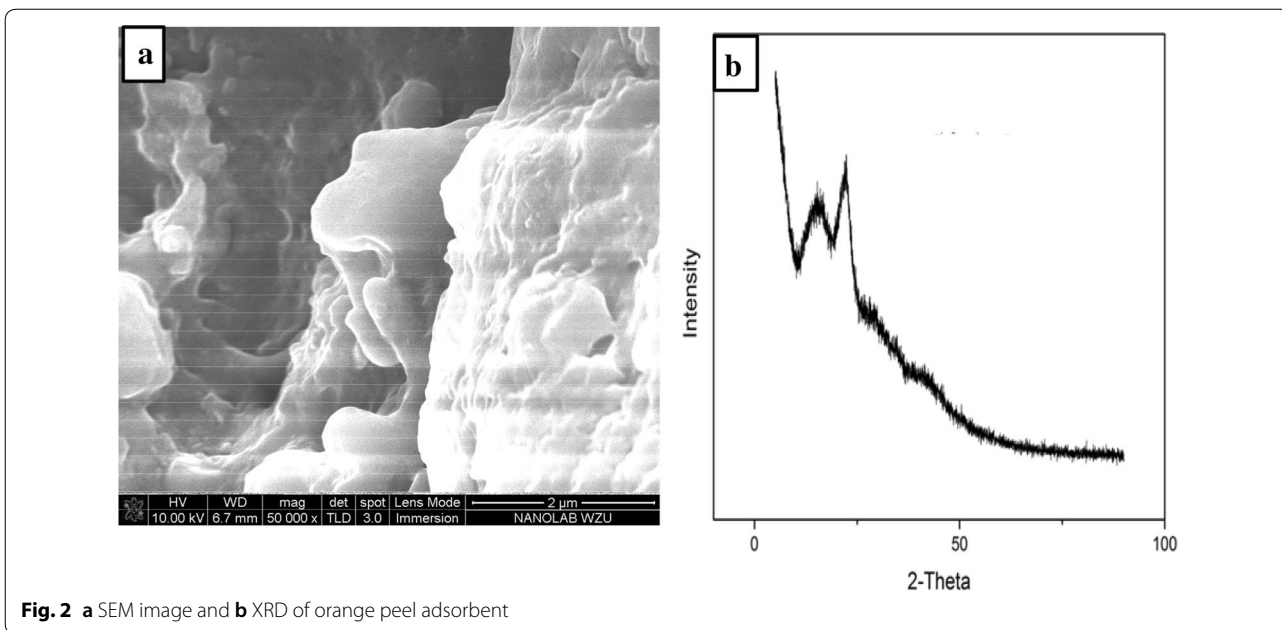 a
HV WD mag det spot Lens Mode 2 µm
10.00 kV 6.7 mm 50 000 x TLD 3.0 Immersion NANOLAB WZU
b
Intensity
0 50 100
2-Theta
Fig. 2 a SEM image and b XRD of orange peel adsorbent